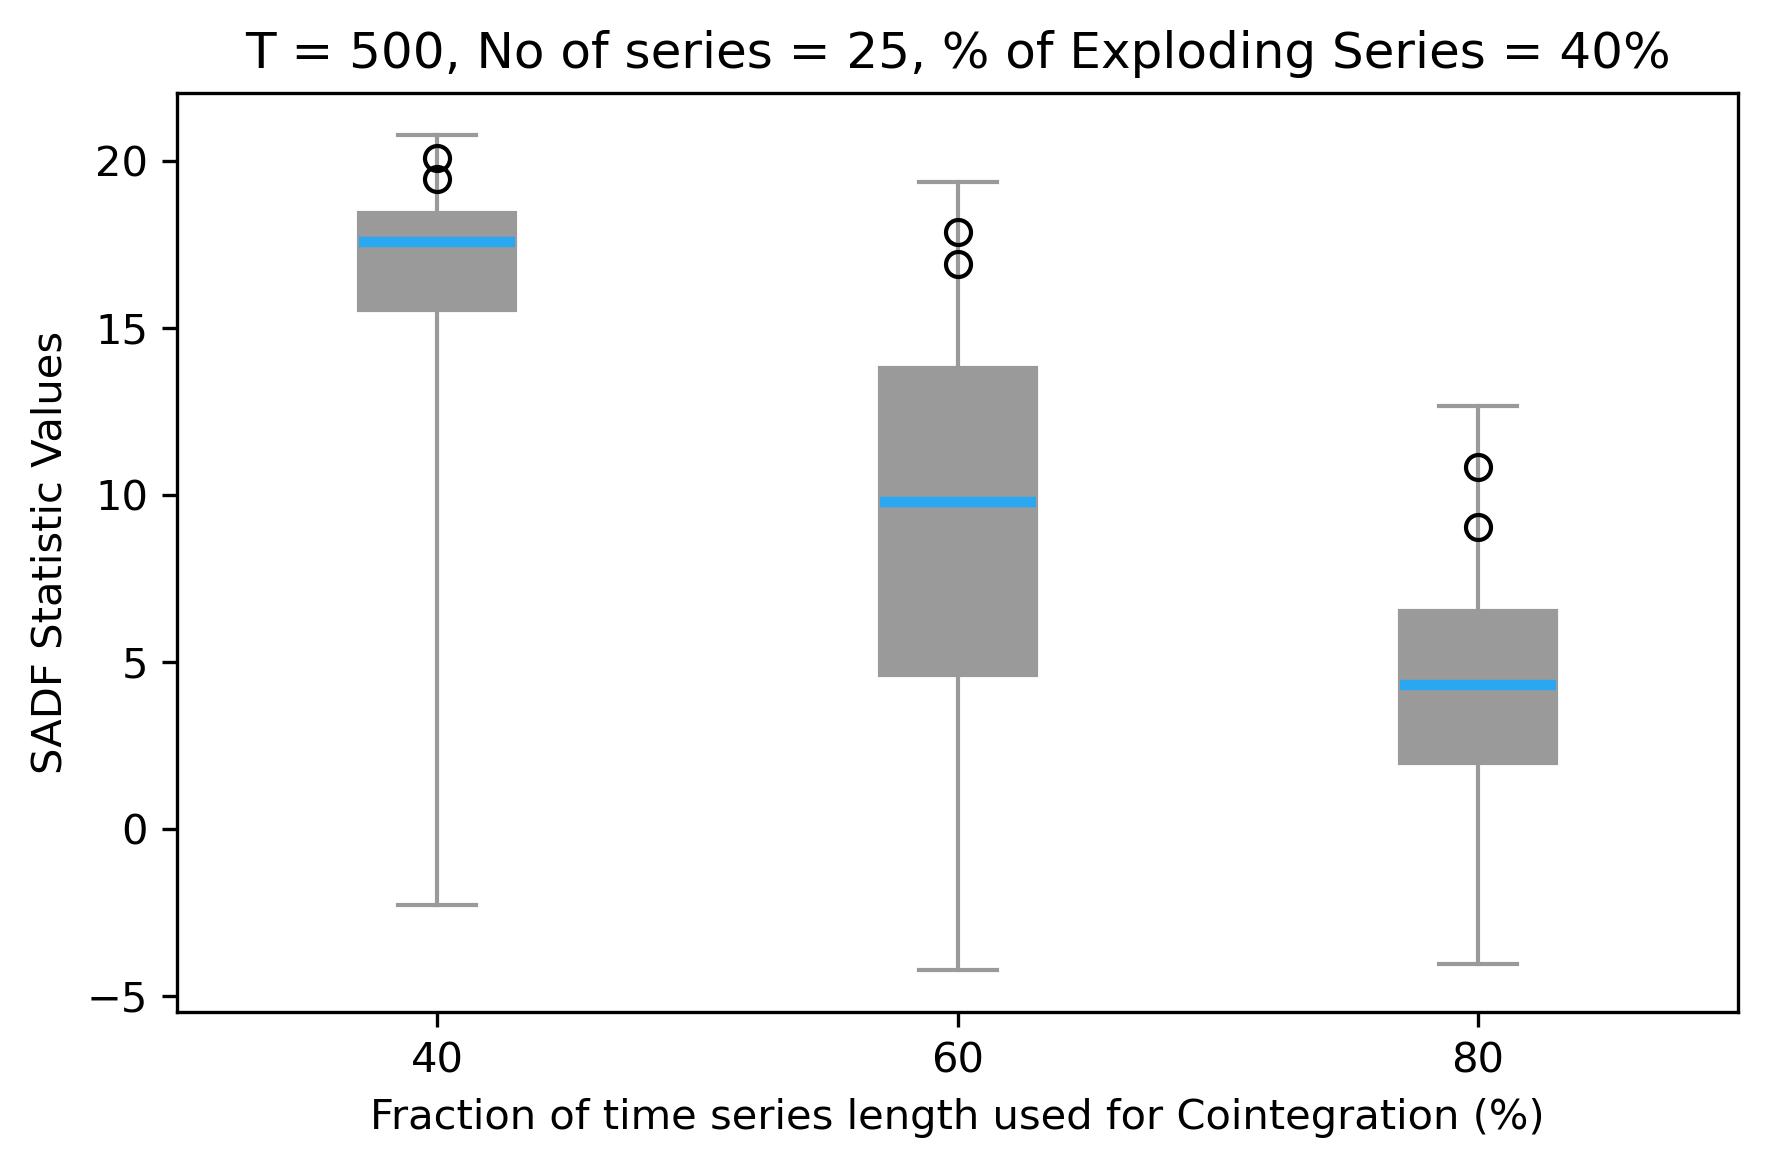 T = 500, No of series = 25, % of Exploding Series = 40%
SADF Statistic Values
20
15
10
5
0
−5
40 60 80
Fraction of time series length used for Cointegration (%)